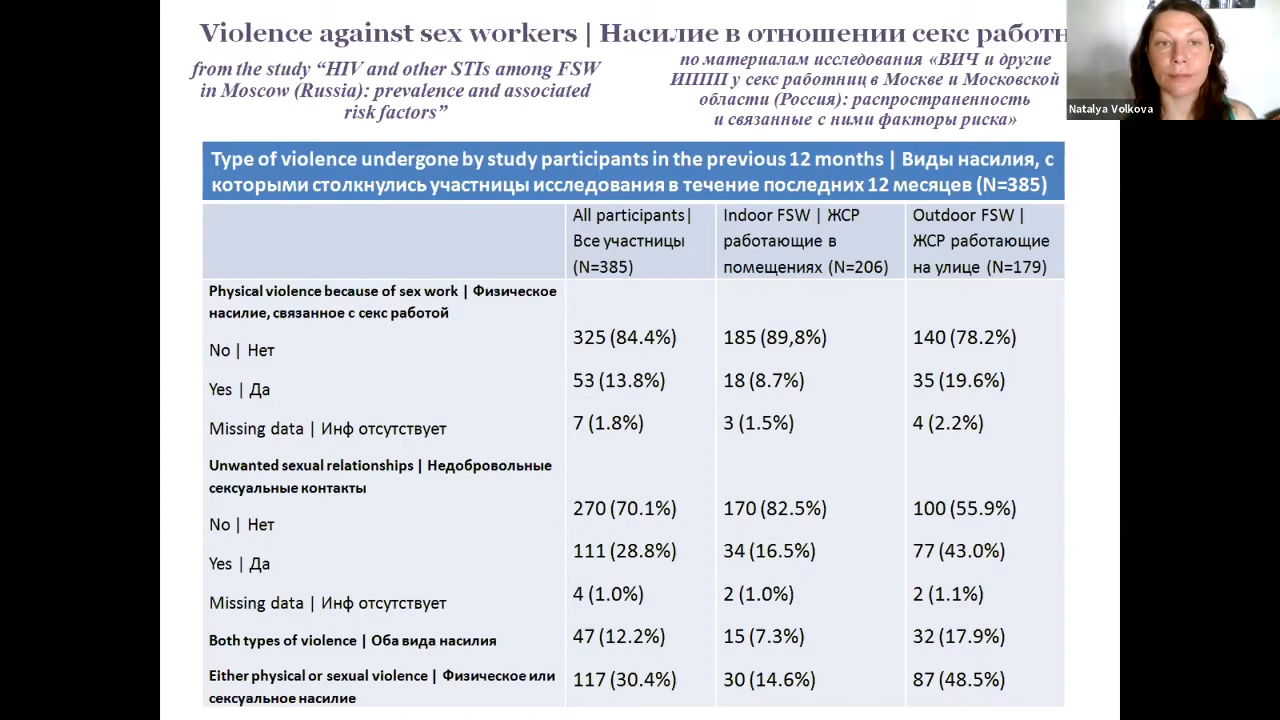 Violence against sex workers | Насилие в отношении секс работн
from the study “HIV and other STIs among FSW
in Moscow (Russia): prevalence and associated
risk factors”
по материалам исследования «ВИЧ и другие
ИППП у секс работниц в Москве и Московской
области (Россия): распространенность
и связанные с ними факторы риска»
Natalya Volkova
Type of violence undergone by study participants in the previous 12 months | Виды насилия, с
которыми столкнулись участницы исследования в течение последних 12 месяцев (N=385)
All participants|
Все участницы
(N=385)
Indoor FSW | ЖСР
работающие в
помещениях (N=206)
Outdoor FSW |
ЖСР работающие
на улице (N=179)
Physical violence because of sex work | Физическое
насилие, связанное с секс работой
No | Нет 325 (84.4%) 185 (89,8%) 140 (78.2%)
Yes | Да 53 (13.8%) 18 (8.7%) 35 (19.6%)
Missing data | Инф отсутствует 7 (1.8%) 3 (1.5%) 4 (2.2%)
Unwanted sexual relationships | Недобровольные
сексуальные контакты
No | Нет 270 (70.1%) 170 (82.5%) 100 (55.9%)
Yes | Да 111 (28.8%) 34 (16.5%) 77 (43.0%)
Missing data | Инф отсутствует 4 (1.0%) 2 (1.0%) 2 (1.1%)
Both types of violence | Оба вида насилия 47 (12.2%) 15 (7.3%) 32 (17.9%)
Either physical or sexual violence | Физическое или
сексуальное насилие 117 (30.4%) 30 (14.6%) 87 (48.5%)